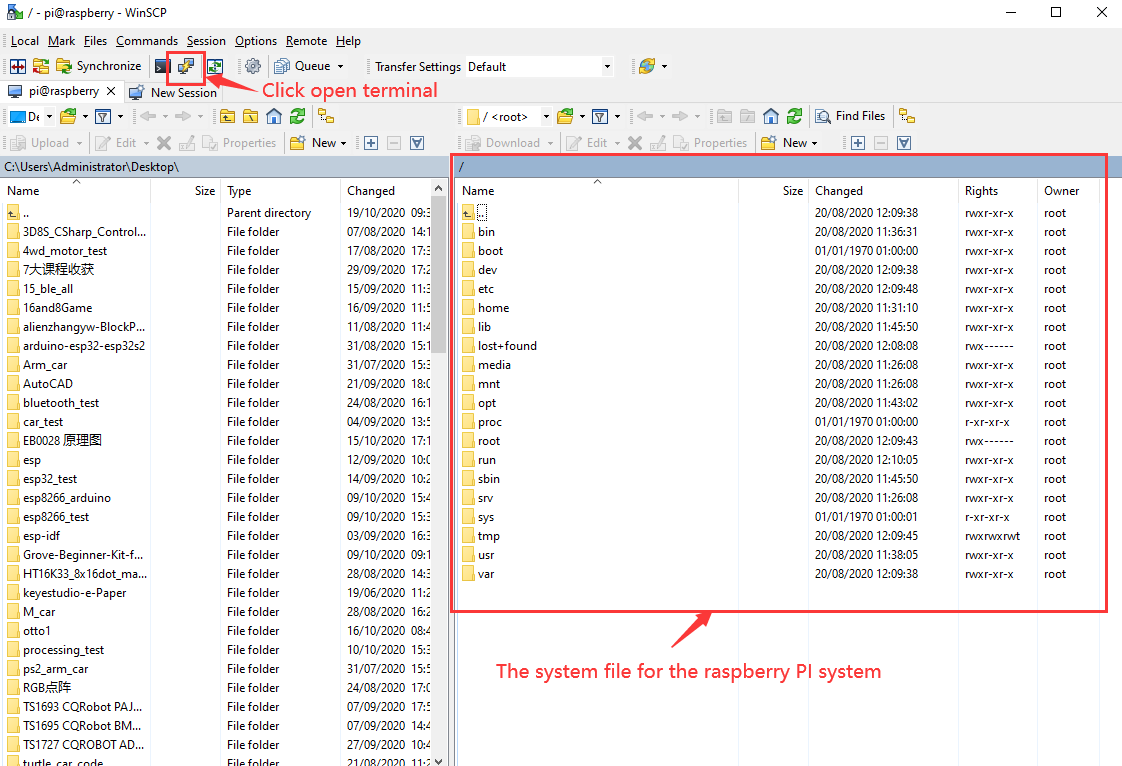 / - pi@raspberry - WinSCP
Local Mark Files Commands Session Options Remote Help
Synchronize Queue Transfer Settings Default
pi@raspberry New Session Click open terminal
De / <root> Find Files
Upload Edit Properties New Download Edit Properties New
C:\Users\Administrator\Desktop\ /
Name Size Type Changed Name Size Changed Rights Owner
.. Parent directory 19/10/2020 09:3 .. 20/08/2020 12:09:38 rwxr-xr-x root
3D8S_CSharp_Control... File folder 07/08/2020 14:1 bin 20/08/2020 11:36:31 rwxr-xr-x root
4wd_motor_test File folder 17/08/2020 17:3 boot 01/01/1970 01:00:00 rwxr-xr-x root
7大课程收获 File folder 29/09/2020 17:2 dev 20/08/2020 12:09:38 rwxr-xr-x root
15_ble_all File folder 15/09/2020 11:3 etc 20/08/2020 12:09:48 rwxr-xr-x root
16and8Game File folder 16/09/2020 11:5 home 20/08/2020 11:31:10 rwxr-xr-x root
alienzhangyw-BlockP... File folder 11/08/2020 11:4 lib 20/08/2020 11:45:50 rwxr-xr-x root
arduino-esp32-esp32s2 File folder 31/08/2020 15:1 lost+found 20/08/2020 12:08:08 rwx------ root
Arm_car File folder 31/07/2020 15:3 media 20/08/2020 11:26:08 rwxr-xr-x root
AutoCAD File folder 21/09/2020 18:0 mnt 20/08/2020 11:26:08 rwxr-xr-x root
bluetooth_test File folder 24/08/2020 16:1 opt 20/08/2020 11:43:02 rwxr-xr-x root
car_test File folder 04/09/2020 13:5 proc 01/01/1970 01:00:00 r-xr-xr-x root
EB0028 原理图 File folder 15/10/2020 17:1 root 20/08/2020 12:09:43 rwx------ root
esp File folder 12/09/2020 10:0 run 20/08/2020 12:10:05 rwxr-xr-x root
esp32_test File folder 14/09/2020 10:2 sbin 20/08/2020 11:45:50 rwxr-xr-x root
esp8266_arduino File folder 09/10/2020 15:4 srv 20/08/2020 11:26:08 rwxr-xr-x root
esp8266_test File folder 09/10/2020 15:3 sys 01/01/1970 01:00:01 r-xr-xr-x root
esp-idf File folder 03/09/2020 16:3 tmp 20/08/2020 12:09:45 rwxrwxrwt root
Grove-Beginner-Kit-f... File folder 09/10/2020 09:1 usr 20/08/2020 11:38:05 rwxr-xr-x root
HT16K33_8x16dot_ma... File folder 28/08/2020 14:3 var 20/08/2020 12:09:38 rwxr-xr-x root
keyestudio-e-Paper File folder 19/06/2020 11:2
M_car File folder 28/08/2020 16:2
otto1 File folder 16/10/2020 08:4
processing_test File folder 10/10/2020 15:3
ps2_arm_car File folder 31/07/2020 15:5 The system file for the raspberry PI system
RGB点阵 File folder 24/08/2020 17:0
TS1693 CQRobot PAJ... File folder 07/09/2020 17:5
TS1695 CQRobot BM... File folder 07/09/2020 14:4
TS1727 CQROBOT AD... File folder 27/09/2020 10:4
turtle_car_code File folder 21/08/2020 11:2